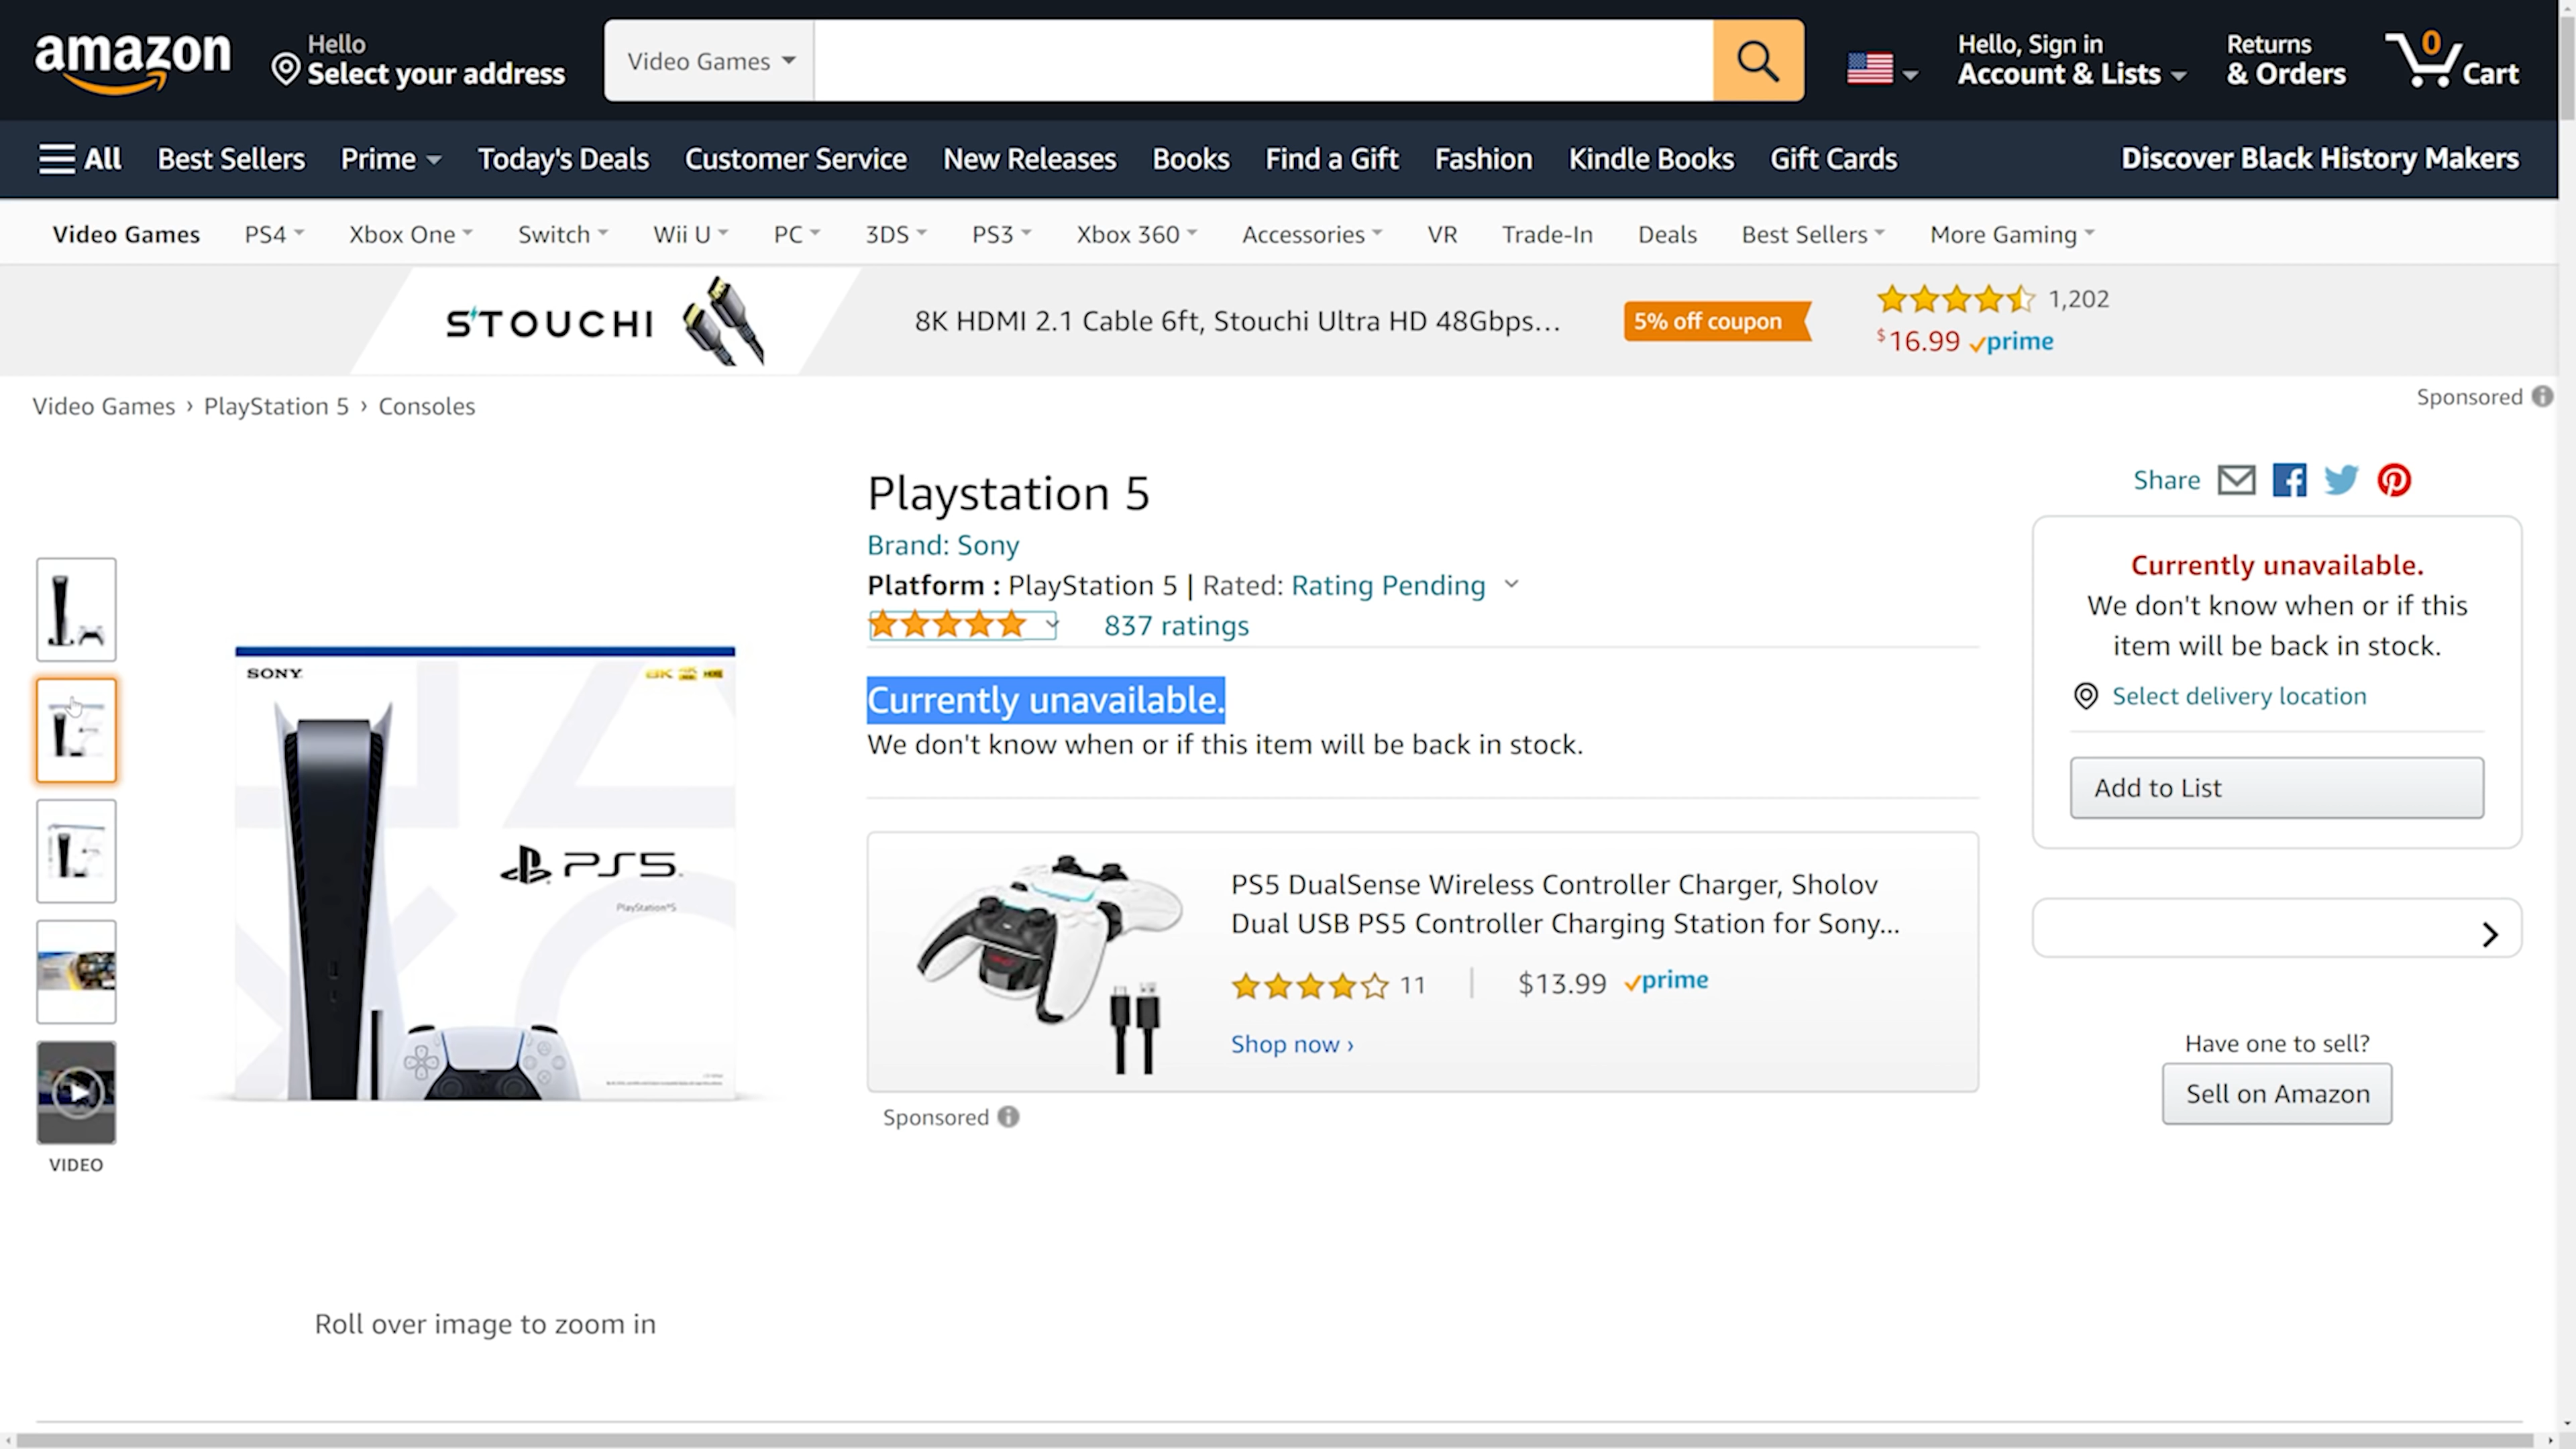 amazon
Hello
Select your address
Video Games
Hello, Sign in
Account & Lists
Returns
& Orders
0
Cart
All
Best Sellers
Prime
Today's Deals
Customer Service
New Releases
Books
Find a Gift
Fashion
Kindle Books
Gift Cards
Discover Black History Makers
Video Games
PS4
Xbox One
Switch
Wii U
PC
3DS
PS3
Xbox 360
Accessories
VR
Trade-In
Deals
Best Sellers
More Gaming
STOUCHI
8K HDMI 2.1 Cable 6ft, Stouchi Ultra HD 48Gbps...
5% off coupon
1,202
$16.99 prime
Video Games › PlayStation 5 › Consoles
Sponsored
Playstation 5
Brand: Sony
Platform : PlayStation 5 | Rated: Rating Pending
837 ratings
Currently unavailable.
We don't know when or if this item will be back in stock.
SONY
8K
PS5
PlayStation®5
VIDEO
Roll over image to zoom in
PS5 DualSense Wireless Controller Charger, Sholov
Dual USB PS5 Controller Charging Station for Sony...
11
$13.99 prime
Shop now ›
Sponsored
Share
Currently unavailable.
We don't know when or if this
item will be back in stock.
Select delivery location
Add to List
Have one to sell?
Sell on Amazon